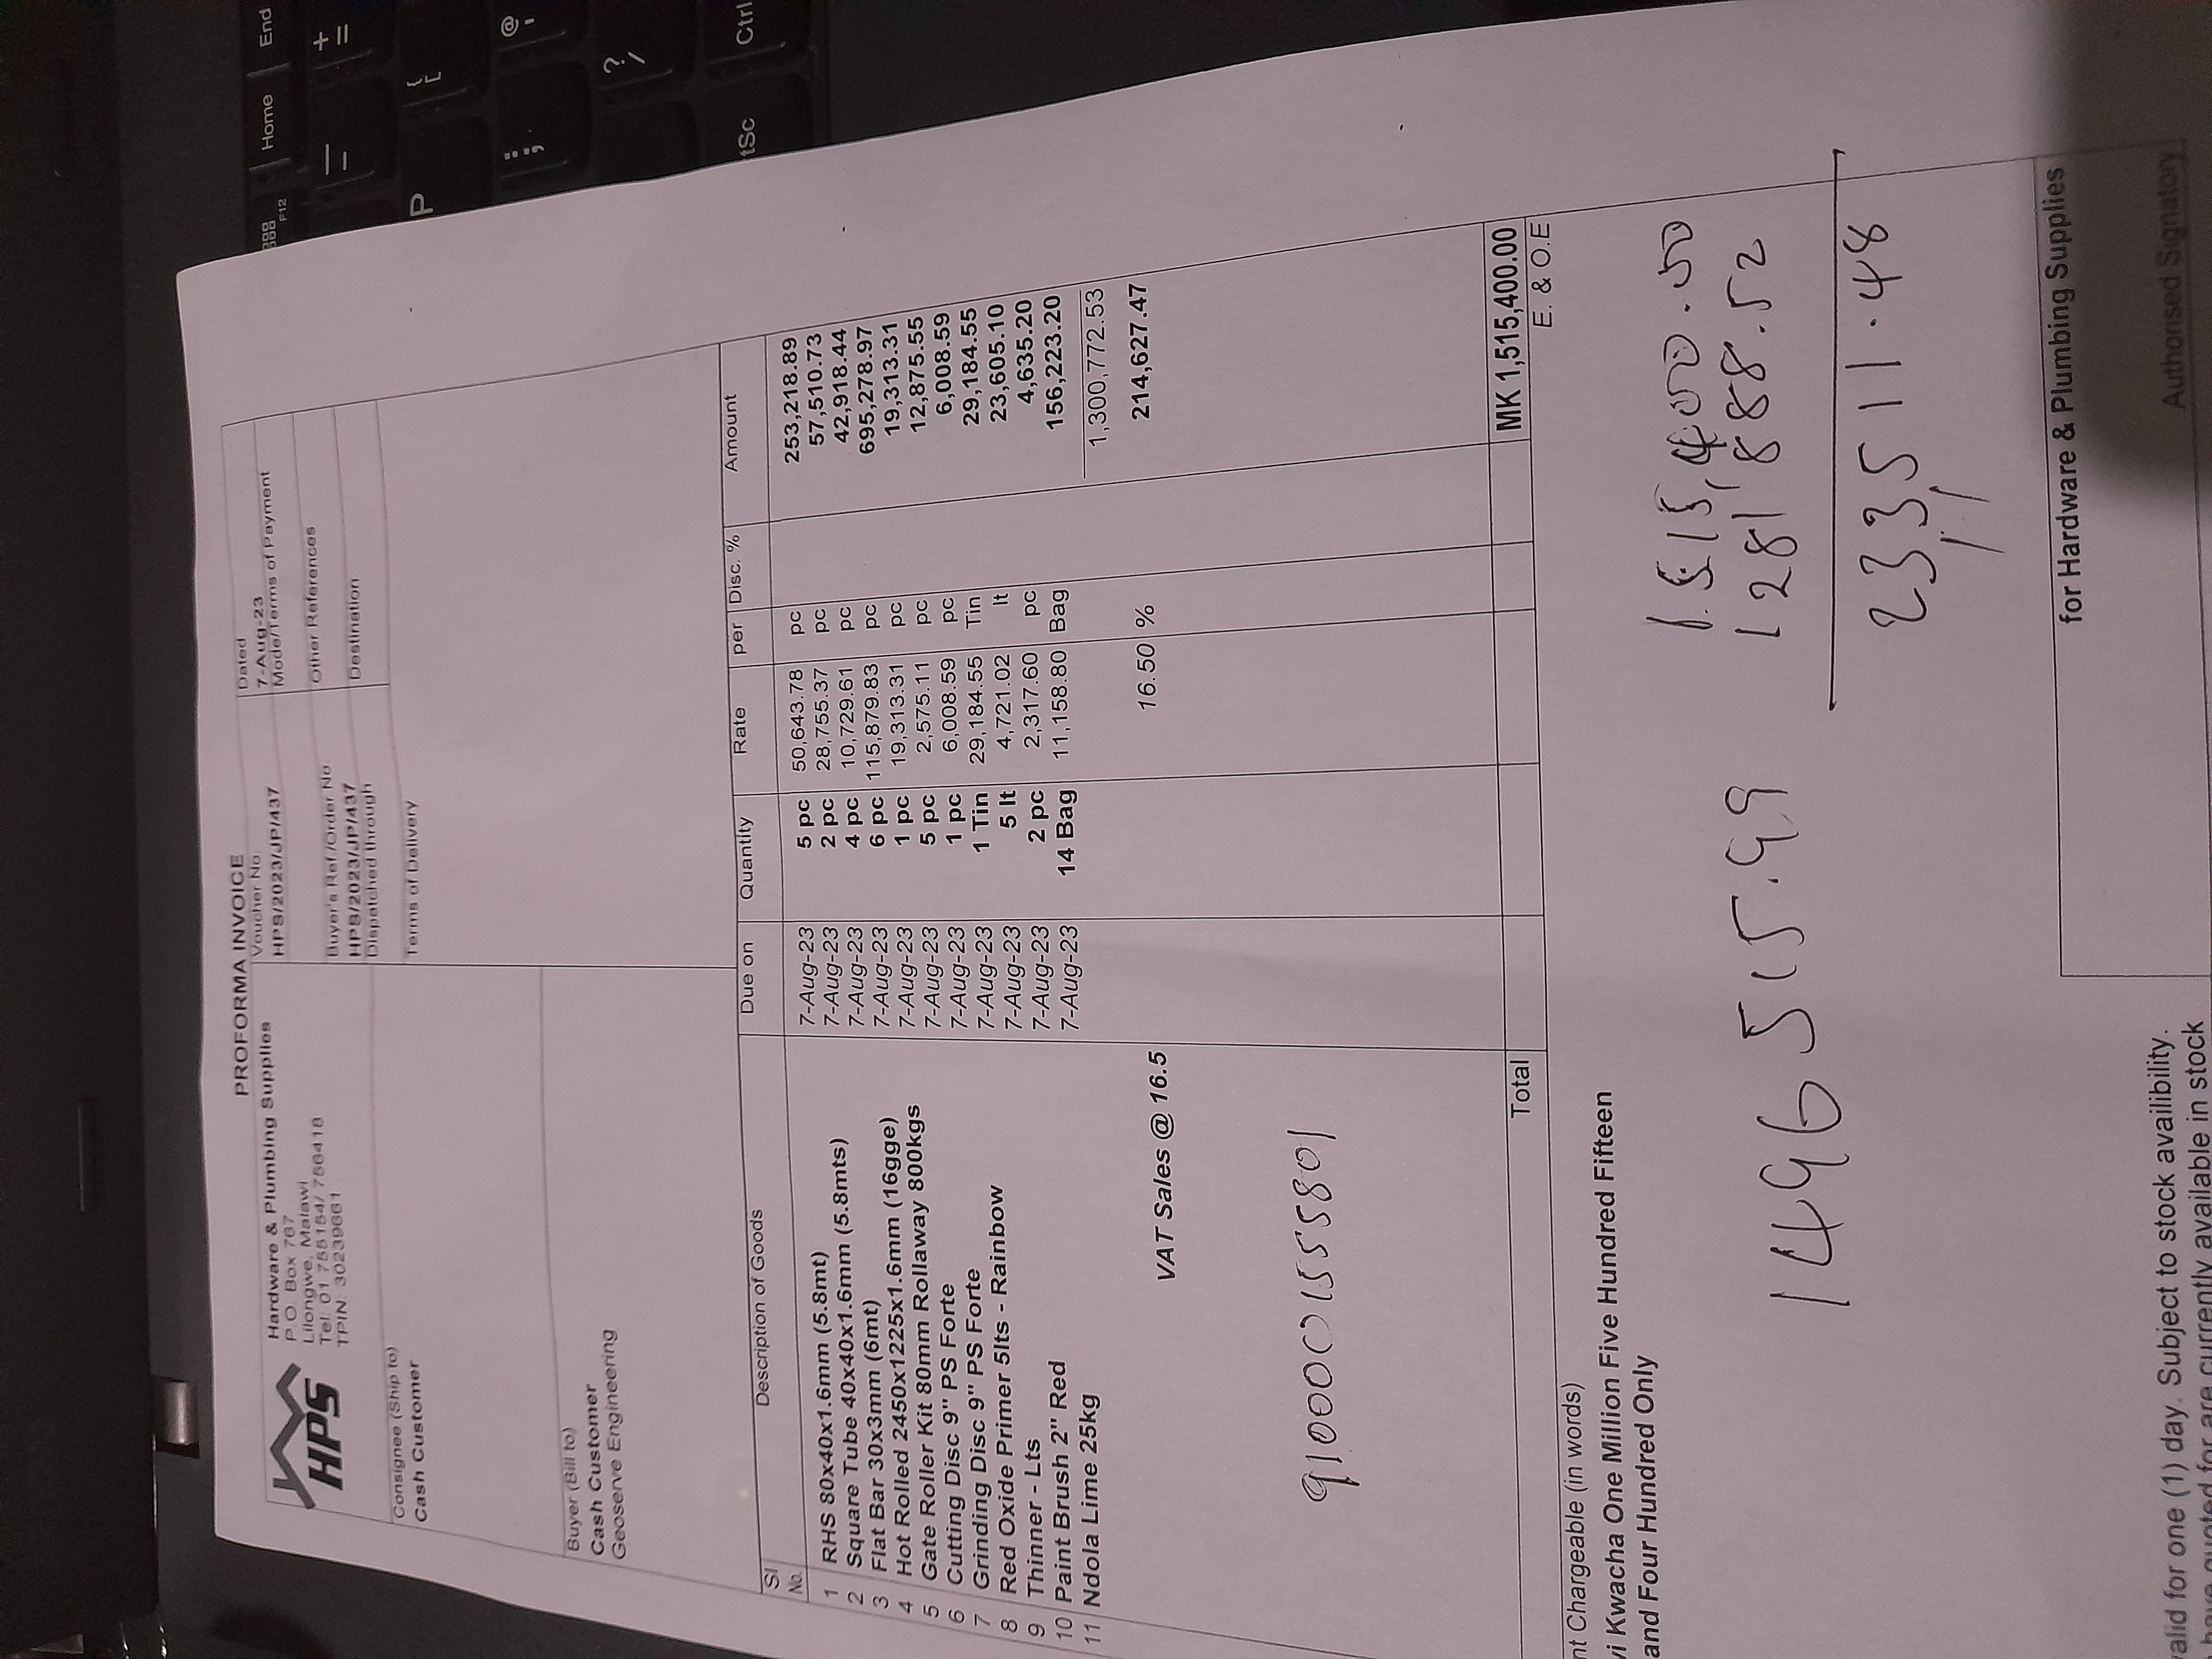 PROFORMA INVOICE
HPS
Hardware & Plumbing Supplies
P.O. Box 767
Lilongwe, Malawi
Tel: 01 755154/ 756418
TPIN: 30239661
Voucher No.
HPS/2023/JP/437
Dated
7-Aug-23
Mode/Terms of Payment
Buyer's Ref./Order No.
HPS/2023/JP/437
Other References
Dispatched through
Destination
Consignee (Ship to)
Cash Customer
Terms of Delivery
Buyer (Bill to)
Cash Customer
Geoserve Engineering
Sl No. Description of Goods Due on Quantity Rate per Disc. % Amount
1 RHS 80x40x1.6mm (5.8mt) 7-Aug-23 5 pc 50,643.78 pc 253,218.89
2 Square Tube 40x40x1.6mm (5.8mts) 7-Aug-23 2 pc 28,755.37 pc 57,510.73
3 Flat Bar 30x3mm (6mt) 7-Aug-23 4 pc 10,729.61 pc 42,918.44
4 Hot Rolled 2450x1225x1.6mm (16gge) 7-Aug-23 6 pc 115,879.83 pc 695,278.97
5 Gate Roller Kit 80mm Rollaway 800kgs 7-Aug-23 1 pc 19,313.31 pc 19,313.31
6 Cutting Disc 9" PS Forte 7-Aug-23 5 pc 2,575.11 pc 12,875.55
7 Grinding Disc 9" PS Forte 7-Aug-23 1 pc 6,008.59 pc 6,008.59
8 Red Oxide Primer 5lts - Rainbow 7-Aug-23 1 Tin 29,184.55 Tin 29,184.55
9 Thinner - Lts 7-Aug-23 5 lt 4,721.02 lt 23,605.10
10 Paint Brush 2" Red 7-Aug-23 2 pc 2,317.60 pc 4,635.20
11 Ndola Lime 25kg 7-Aug-23 14 Bag 11,158.80 Bag 156,223.20
1,300,772.53
VAT Sales @ 16.5 16.50 % 214,627.47
9100001555801
Total MK 1,515,400.00
E. & O.E
nt Chargeable (in words)
wi Kwacha One Million Five Hundred Fifteen
and Four Hundred Only
1.515,400.00
1281'888.52
1496515.99
233511.48
for Hardware & Plumbing Supplies
Authorised Signatory
valid for one (1) day. Subject to stock availibility.
have quoted for are currently available in stock
F12
Home
End
+
=
P
{
[
;
@
'
?
/
tSc
Ctrl